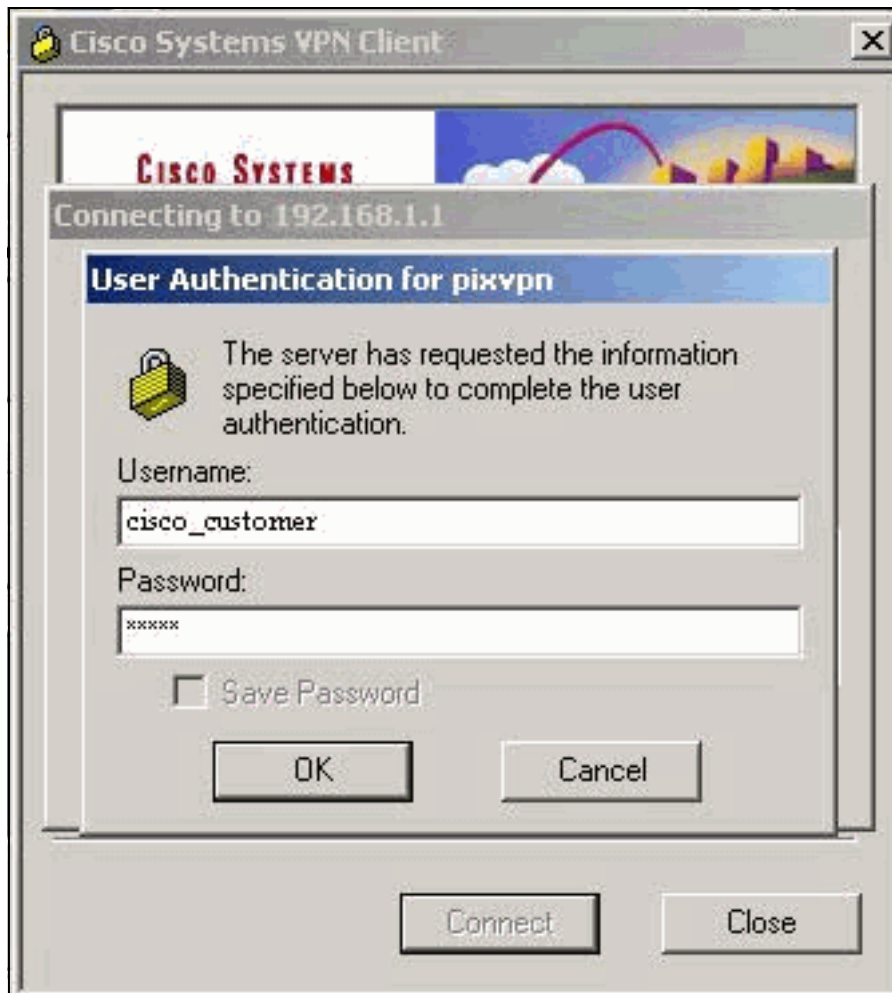 Cisco Systems VPN Client
CISCO SYSTEMS
Connecting to 192.168.1.1
User Authentication for pixvpn
The server has requested the information
specified below to complete the user
authentication.
Username:
cisco_customer
Password:
*****
Save Password
OK Cancel
Connect Close